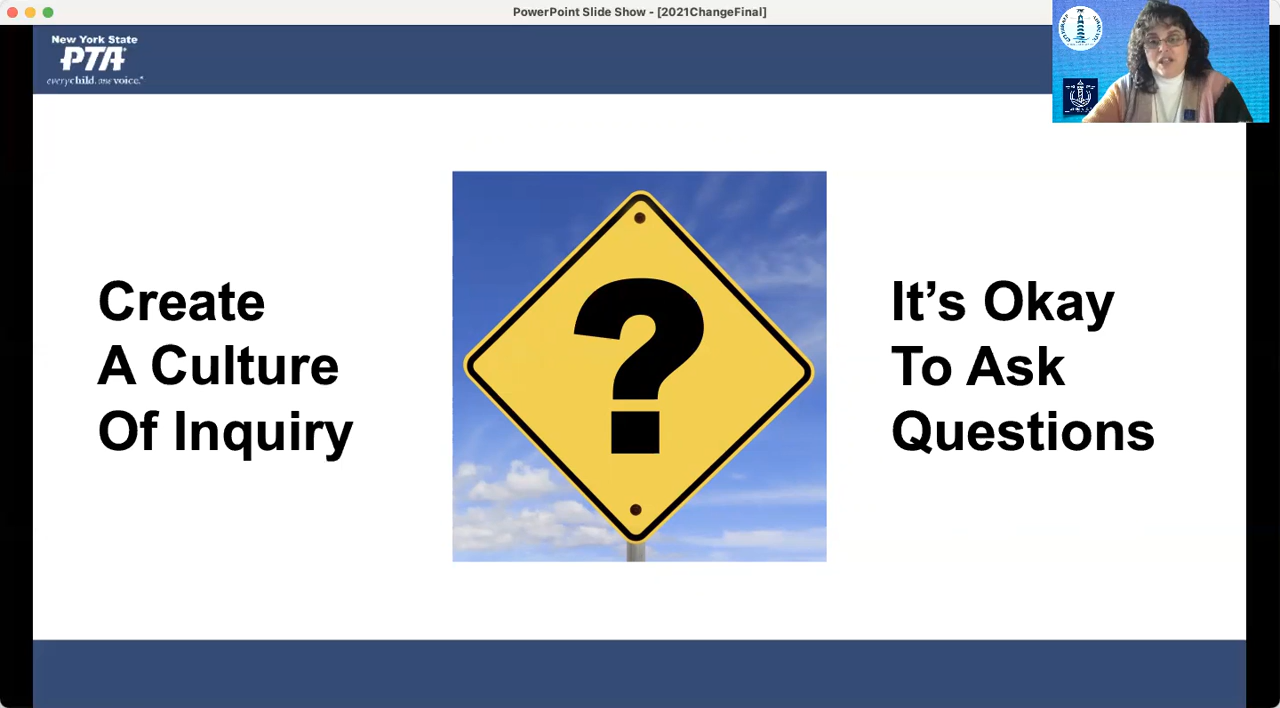 PowerPoint Slide Show - [2021ChangeFinal]
New York State
PTA
everychild. onevoice.
Create
A Culture
Of Inquiry
?
It’s Okay
To Ask
Questions